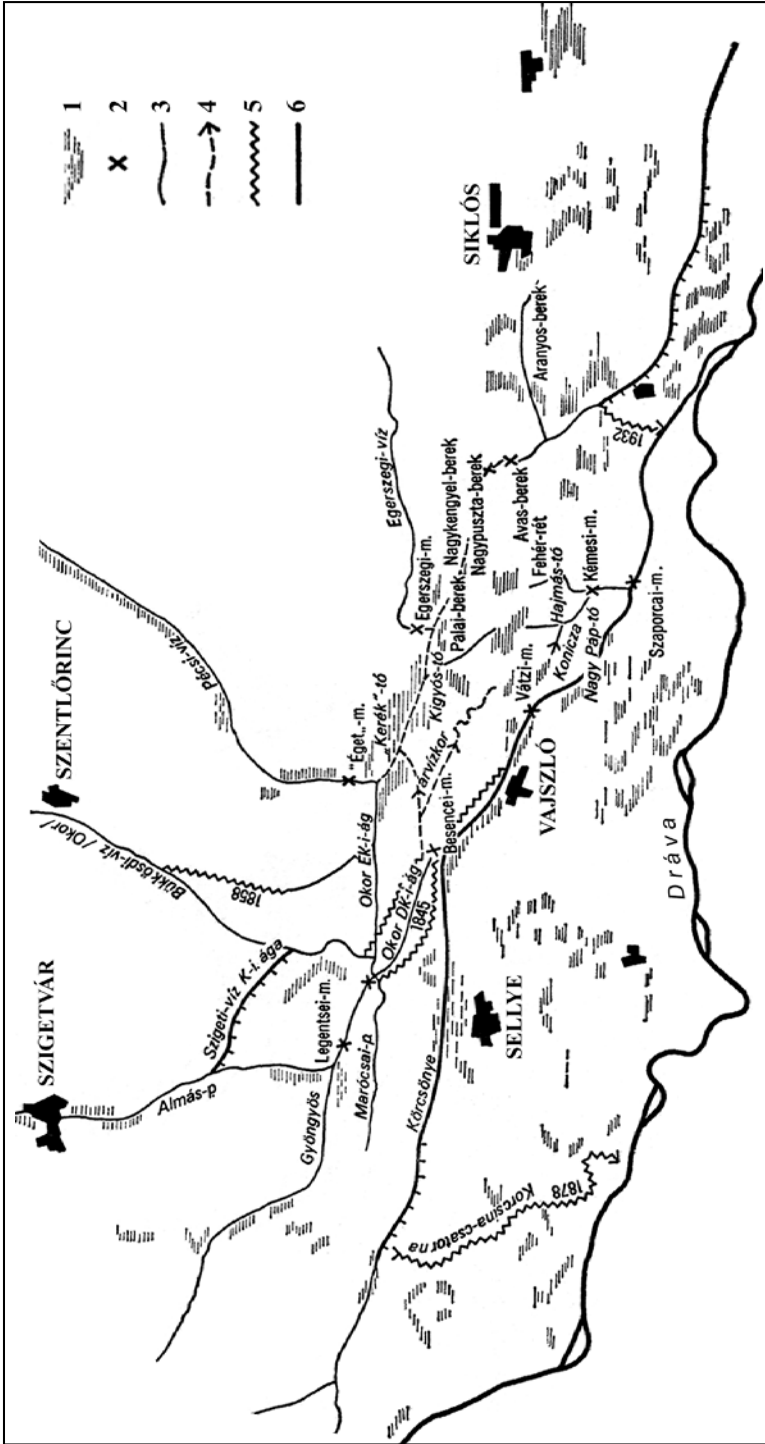 1
2
3
4
5
6
SZIGETVÁR
SZENTLŐRINC
SIKLÓS
SELLYE
VAJSZLÓ
Pécsi-víz
Bükkösdi-víz /Okor/
1858
Szigeti-víz K-i. ága
Almás-p
Gyöngyös
Legentsei-m.
Marócsai-p
Okor ÉK-i-ág
Okor DK-i-ág
1845
Körcsönye
Korcsina-csatorna
1878
"Éget„-m.
Kerék"-tó
Kígyós-tó
arvizkor
Besencei-m.
Egerszegi-víz
Egerszegi-m.
Palai-berek
Nagykengyel-berek
Nagypuszta-berek
Avas-berek
Aranyos-berek
Fehér-rét
Hajmás-tó
Konicza
Nagy Pap-tó
Kémesi-m.
Vátzi-m.
Szaporcai-m.
1932
Dráva